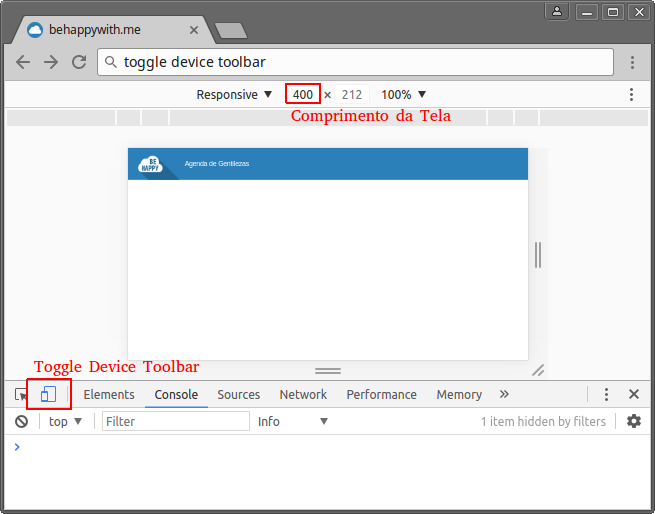 behappywith.me
toggle device toolbar
Responsive ▼ 400 × 212 100% ▼
Comprimento da Tela
BE HAPPY
Agenda de Gentilezas
Toggle Device Toolbar
Elements Console Sources Network Performance Memory »
top ▼ Filter Info ▼ 1 item hidden by filters
>